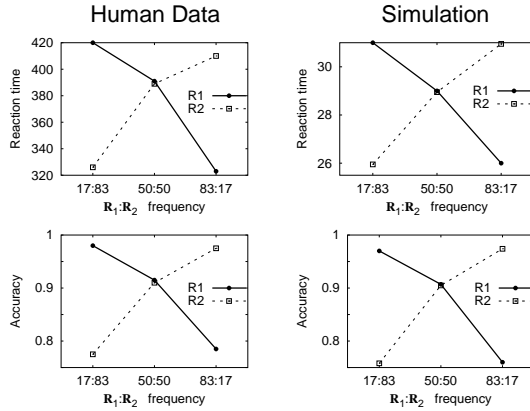 Human Data
Simulation
Reaction time
420
400
380
360
340
320
R1
R2
17:83 50:50 83:17
R1:R2 frequency
Reaction time
30
28
26
R1
R2
17:83 50:50 83:17
R1:R2 frequency
Accuracy
1
0.9
0.8
R1
R2
17:83 50:50 83:17
R1:R2 frequency
Accuracy
1
0.9
0.8
R1
R2
17:83 50:50 83:17
R1:R2 frequency